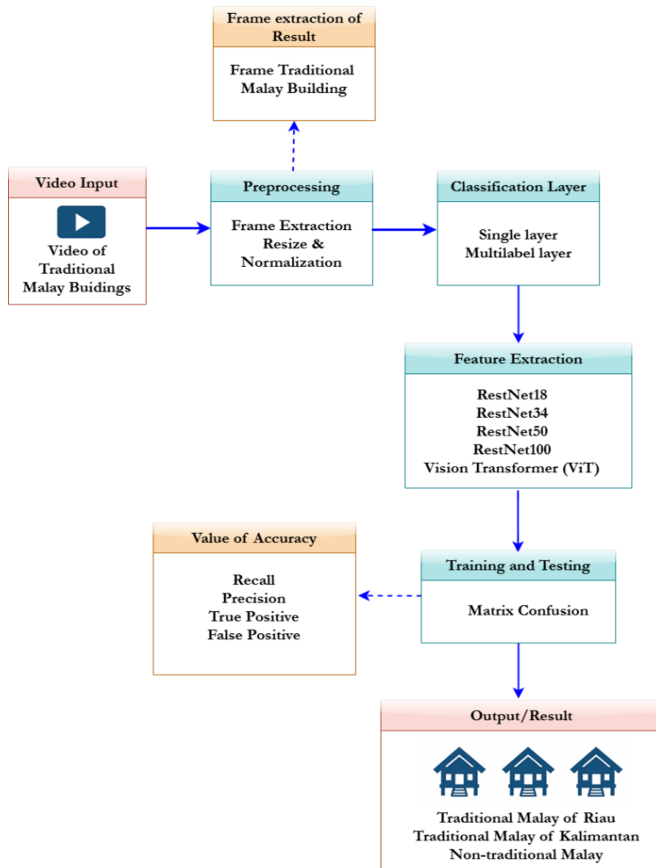 Frame extraction of
Result
Frame Traditional
Malay Building
Video Input
Video of
Traditional
Malay Buidings
Preprocessing
Frame Extraction
Resize &
Normalization
Classification Layer
Single layer
Multilabel layer
Feature Extraction
RestNet18
RestNet34
RestNet50
RestNet100
Vision Transformer (ViT)
Value of Accuracy
Recall
Precision
True Positive
False Positive
Training and Testing
Matrix Confusion
Output/Result
Traditional Malay of Riau
Traditional Malay of Kalimantan
Non-traditional Malay